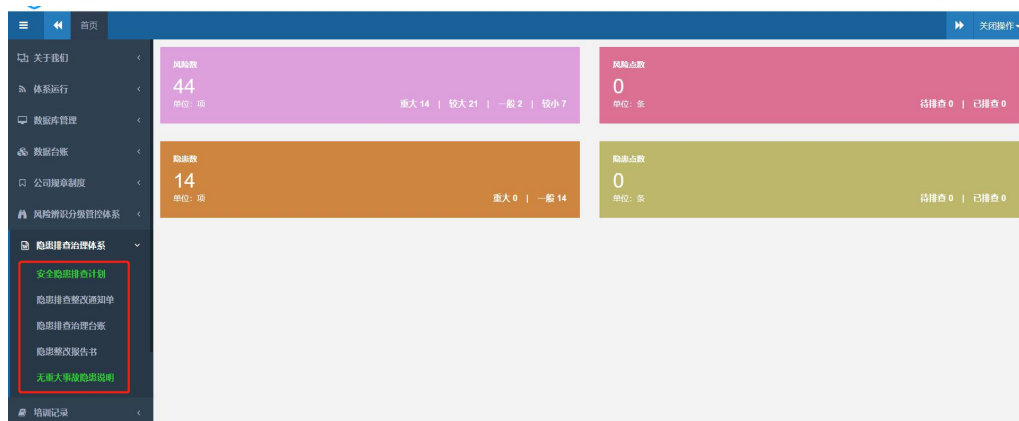 首页
关闭操作
关于我们
体系运行
数据库管理
数据台账
公司规章制度
风险辨识分级管控体系
隐患排查治理体系
安全隐患排查计划
隐患排查整改通知单
隐患排查治理台账
隐患整改报告书
无重大事故隐患说明
培训记录
风险数
44
单位：项
重大 14 | 较大 21 | 一般 2 | 较小 7
风险点数
0
单位：条
待排查 0 | 已排查 0
隐患数
14
单位：项
重大 0 | 一般 14
隐患点数
0
单位：条
待排查 0 | 已排查 0